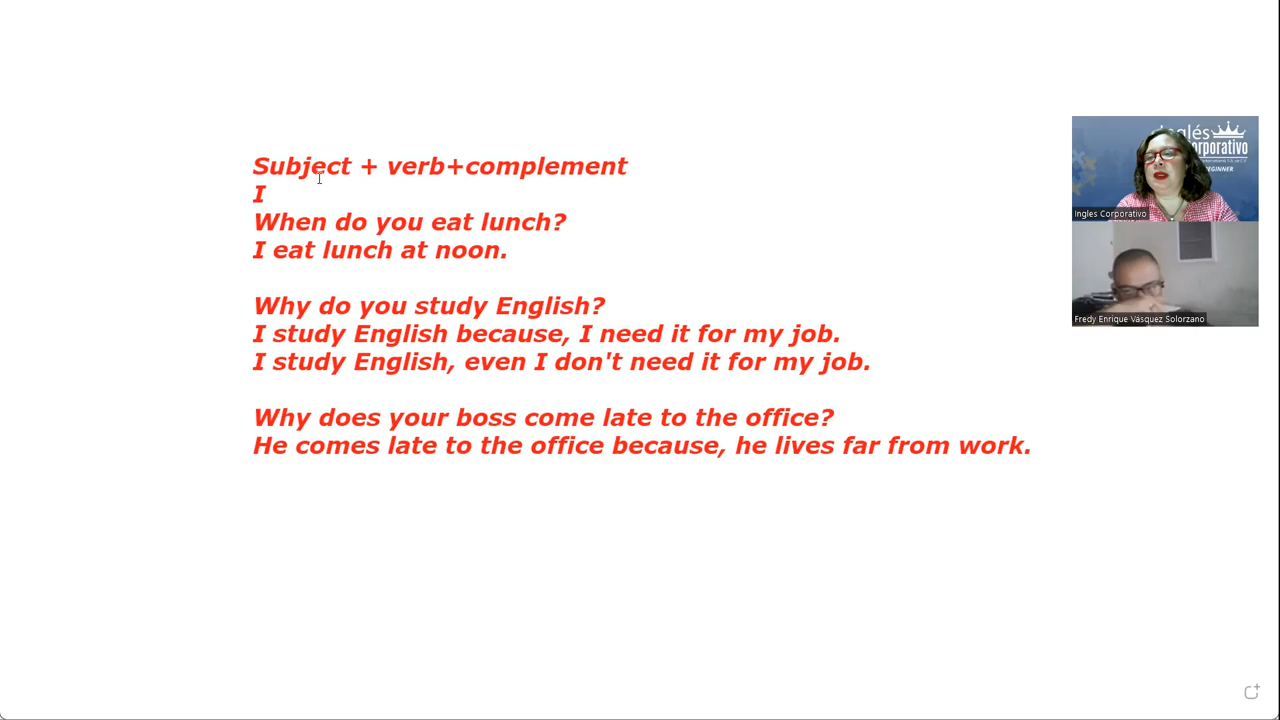 Subject + verb+complement
I
When do you eat lunch?
I eat lunch at noon.
Why do you study English?
I study English because, I need it for my job.
I study English, even I don't need it for my job.
Why does your boss come late to the office?
He comes late to the office because, he lives far from work.
Inglés
Corporativo
BEGINNER
Ingles Corporativo
Fredy Enrique Vásquez Solorzano